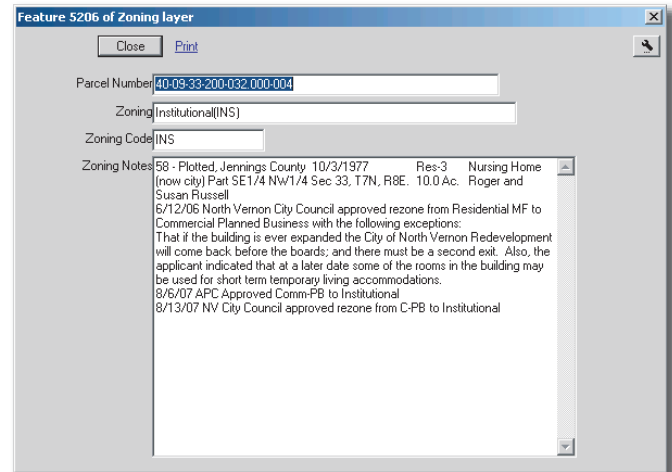 Feature 5206 of Zoning layer
Close Print
Parcel Number 40-09-33-200-032.000-004
Zoning Institutional(INS)
Zoning Code INS
Zoning Notes 58 - Plotted, Jennings County 10/3/1977 Res-3 Nursing Home
(now city) Part SE1/4 NW1/4 Sec 33, T7N, R8E. 10.0 Ac. Roger and
Susan Russell
6/12/06 North Vernon City Council approved rezone from Residential MF to
Commercial Planned Business with the following exceptions:
That if the building is ever expanded the City of North Vernon Redevelopment
will come back before the boards; and there must be a second exit. Also, the
applicant indicated that at a later date some of the rooms in the building may
be used for short term temporary living accommodations.
8/6/07 APC Approved Comm-PB to Institutional
8/13/07 NV City Council approved rezone from C-PB to Institutional